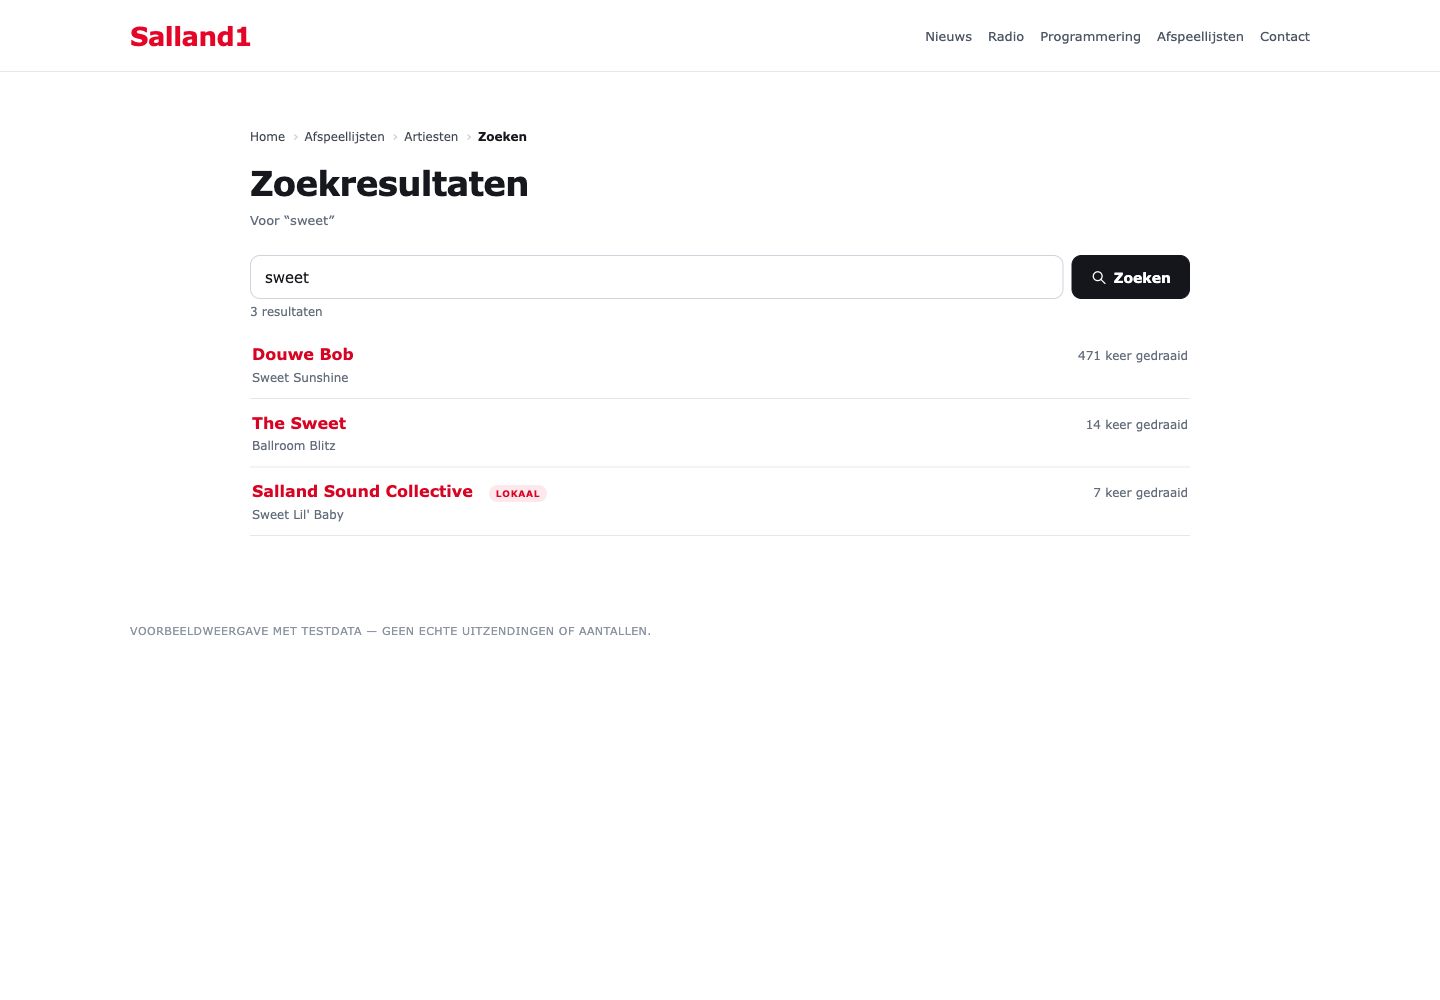 Salland1
Nieuws Radio Programmering Afspeellijsten Contact
Home › Afspeellijsten › Artiesten › Zoeken
Zoekresultaten
Voor “sweet”
sweet
Zoeken
3 resultaten
Douwe Bob 471 keer gedraaid
Sweet Sunshine
The Sweet 14 keer gedraaid
Ballroom Blitz
Salland Sound Collective LOKAAL 7 keer gedraaid
Sweet Lil' Baby
VOORBEELDWEERGAVE MET TESTDATA — GEEN ECHTE UITZENDINGEN OF AANTALLEN.